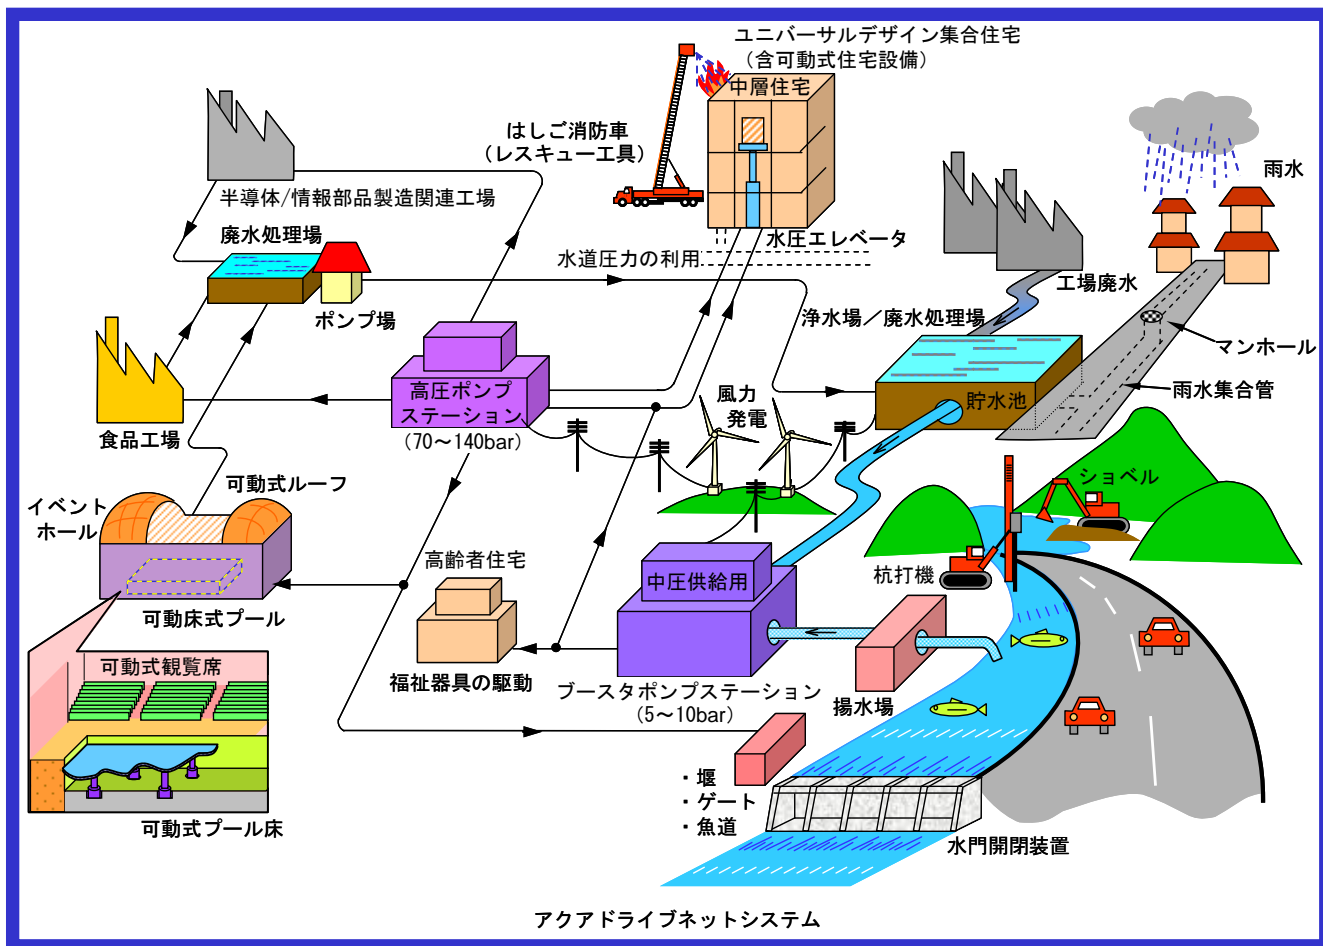 ユニバーサルデザイン集合住宅
（含可動式住宅設備）
中層住宅
はしご消防車
（レスキュー工具）
雨水
半導体/情報部品製造関連工場
廃水処理場
水圧エレベータ
水道圧力の利用
工場廃水
ポンプ場
浄水場／廃水処理場
マンホール
雨水集合管
高圧ポンプ
ステーション
（70～140bar）
風力
発電
貯水池
食品工場
可動式ルーフ
イベント
ホール
ショベル
高齢者住宅
中圧供給用
杭打機
可動床式プール
福祉器具の駆動
ブースタポンプステーション
（5～10bar）
揚水場
可動式観覧席
・堰
・ゲート
・魚道
可動式プール床
水門開閉装置
アクアドライブネットシステム